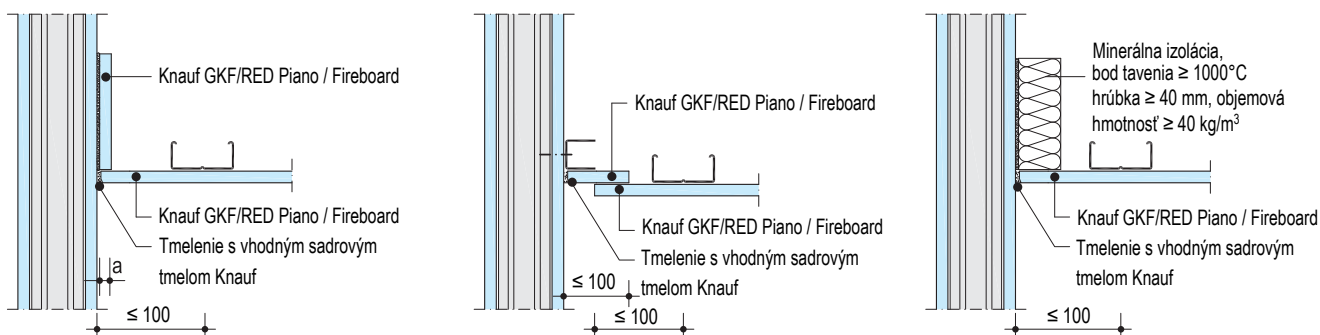 Knauf GKF/RED Piano / Fireboard
Knauf GKF/RED Piano / Fireboard
Tmelenie s vhodným sadrovým
tmelom Knauf
a
≤ 100
Knauf GKF/RED Piano / Fireboard
Knauf GKF/RED Piano / Fireboard
Tmelenie s vhodným sadrovým
tmelom Knauf
≤ 100
≤ 100
Minerálna izolácia,
bod tavenia ≥ 1000°C
hrúbka ≥ 40 mm, objemová
hmotnosť ≥ 40 kg/m³
Knauf GKF/RED Piano / Fireboard
Tmelenie s vhodným sadrovým
tmelom Knauf
≤ 100